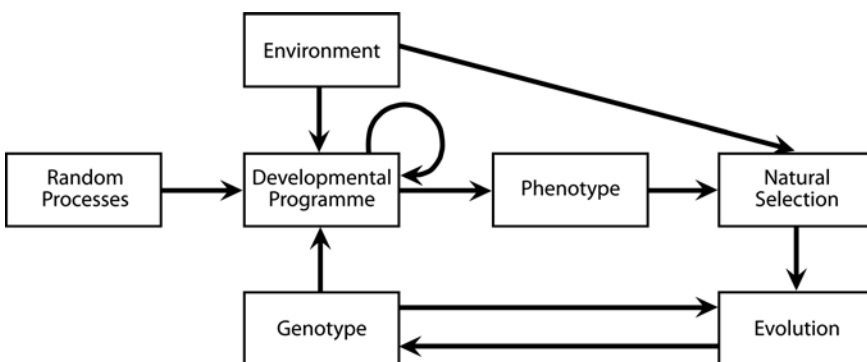 Environment
Random
Processes
Developmental
Programme
Phenotype
Natural
Selection
Genotype
Evolution